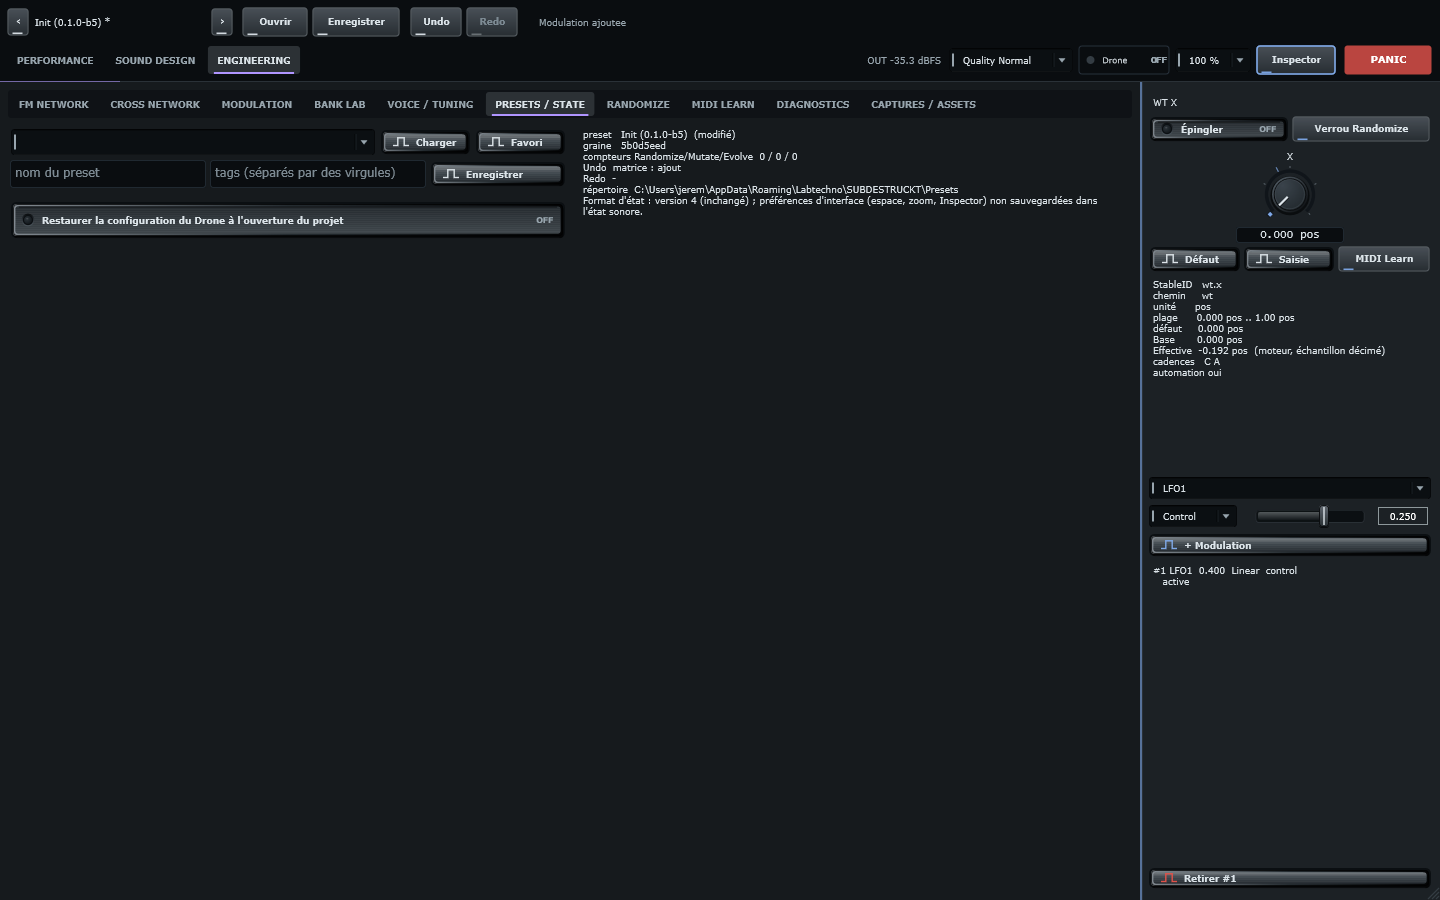 ‹ Init (0.1.0-b5) * › Ouvrir Enregistrer Undo Redo Modulation ajoutee
PERFORMANCE SOUND DESIGN ENGINEERING OUT -35.3 dBFS Quality Normal Drone OFF 100 % Inspector PANIC
FM NETWORK CROSS NETWORK MODULATION BANK LAB VOICE / TUNING PRESETS / STATE RANDOMIZE MIDI LEARN DIAGNOSTICS CAPTURES / ASSETS
Charger Favori
nom du preset tags (séparés par des virgules) Enregistrer
Restaurer la configuration du Drone à l'ouverture du projet OFF
preset Init (0.1.0-b5) (modifié)
graine 5b0d5eed
compteurs Randomize/Mutate/Evolve 0 / 0 / 0
Undo matrice : ajout
Redo -
répertoire C:\Users\jerem\AppData\Roaming\Labtechno\SUBDESTRUCKT\Presets
Format d'état : version 4 (inchangé) ; préférences d'interface (espace, zoom, Inspector) non sauvegardées dans
l'état sonore.
WT X
Épingler OFF Verrou Randomize
X
0.000 pos
Défaut Saisie MIDI Learn
StableID wt.x
chemin wt
unité pos
plage 0.000 pos .. 1.00 pos
défaut 0.000 pos
Base 0.000 pos
Effective -0.192 pos (moteur, échantillon décimé)
cadences C A
automation oui
LFO1
Control 0.250
+ Modulation
#1 LFO1 0.400 Linear control
active
Retirer #1